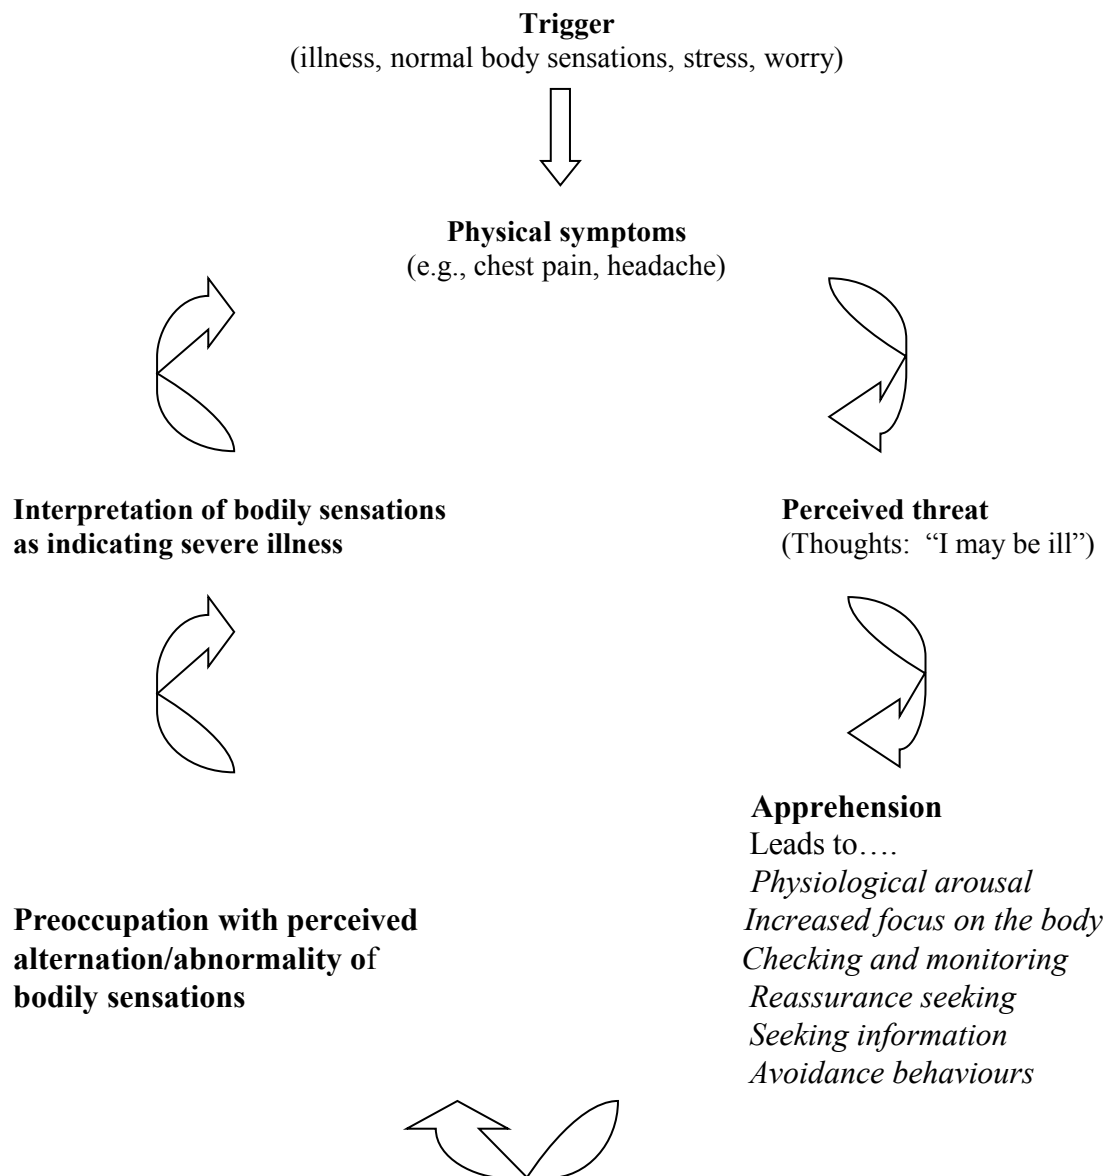 Trigger
(illness, normal body sensations, stress, worry)
Physical symptoms
(e.g., chest pain, headache)
Interpretation of bodily sensations
as indicating severe illness
Perceived threat
(Thoughts:  “I may be ill”)
Apprehension
Leads to….
Physiological arousal
Increased focus on the body
Checking and monitoring
Reassurance seeking
Seeking information
Avoidance behaviours
Preoccupation with perceived
alternation/abnormality of
bodily sensations